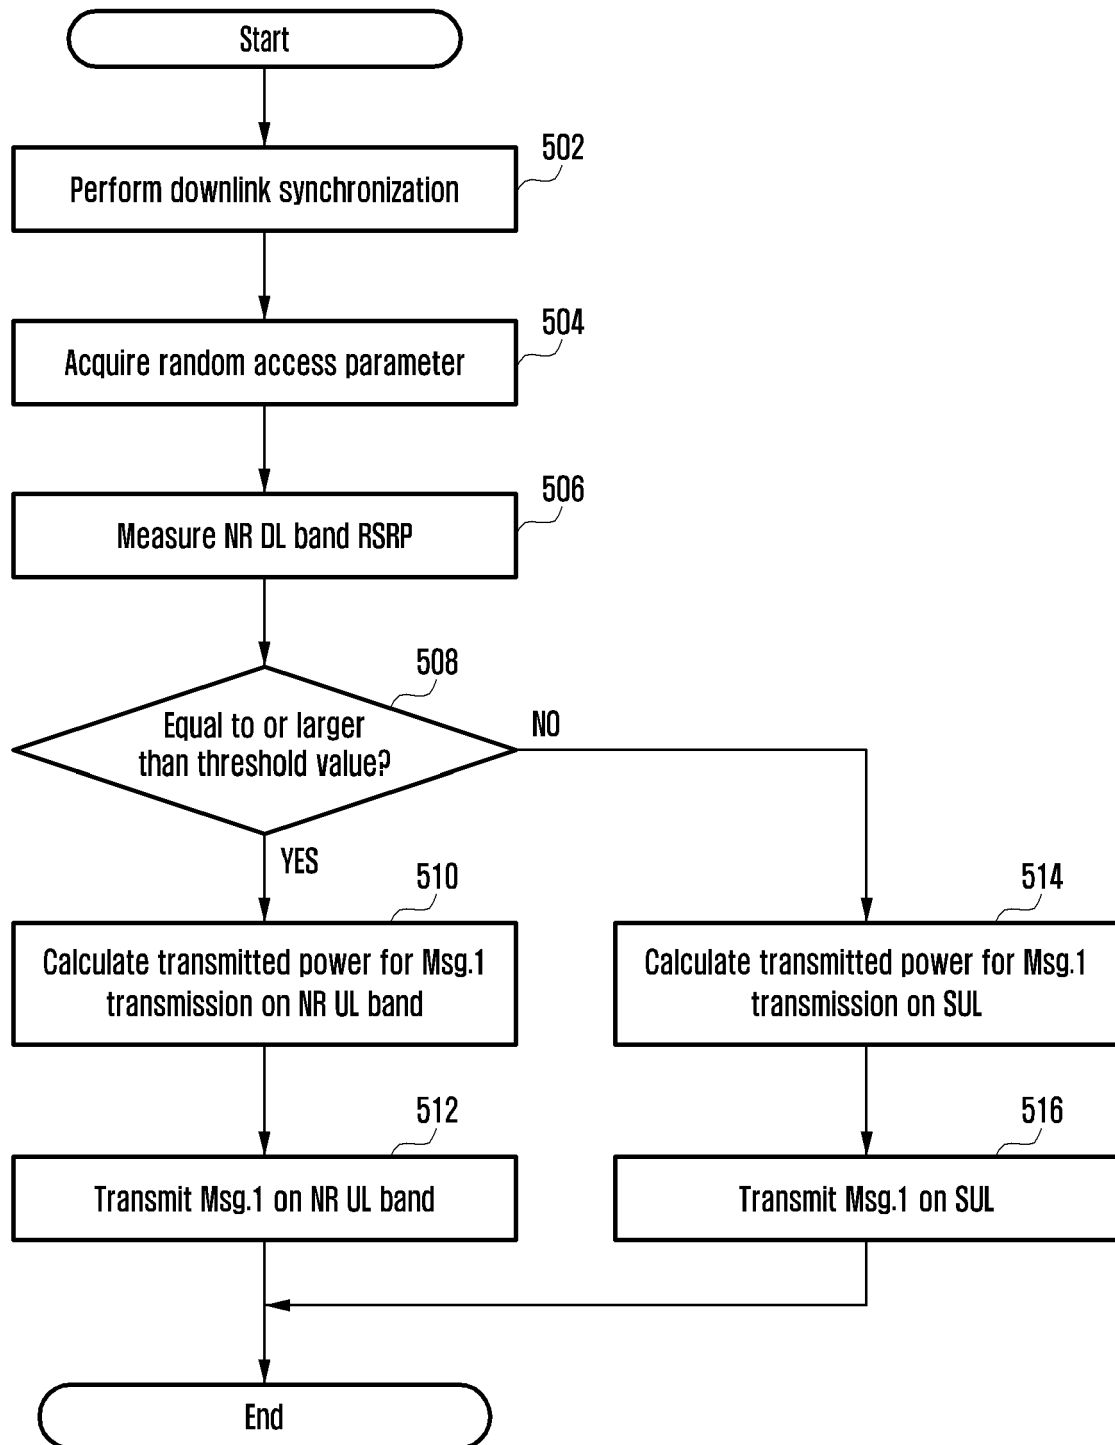 Start
502
Perform downlink synchronization
504
Acquire random access parameter
506
Measure NR DL band RSRP
508
Equal to or larger
than threshold value?
NO
YES
510
Calculate transmitted power for Msg.1
transmission on NR UL band
514
Calculate transmitted power for Msg.1
transmission on SUL
512
Transmit Msg.1 on NR UL band
516
Transmit Msg.1 on SUL
End